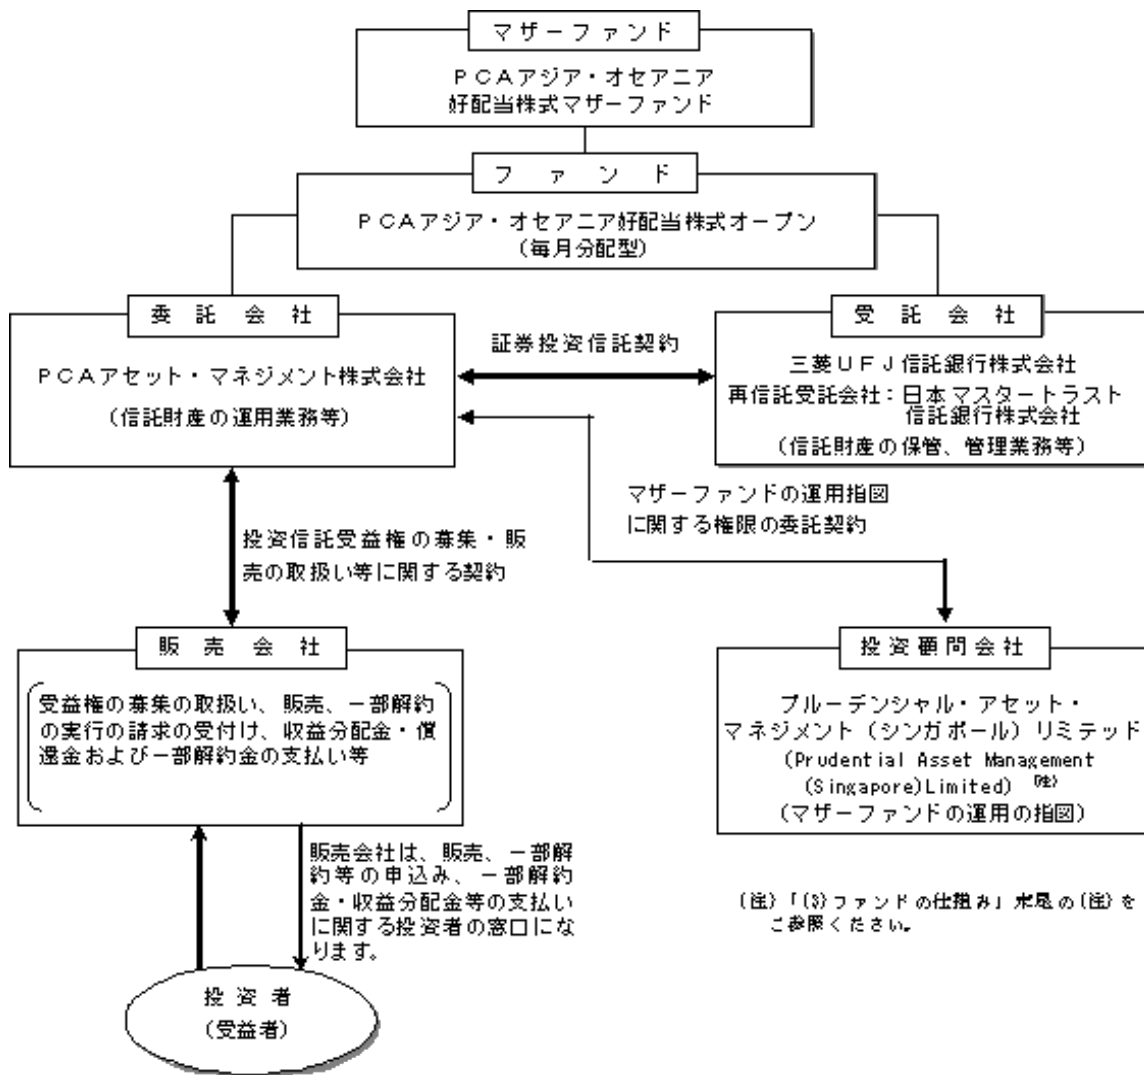 マザーファンド
PCAアジア・オセアニア
好配当株式マザーファンド
ファンド
PCAアジア・オセアニア好配当株式オープン
(毎月分配型)
委託会社
PCAアセット・マネジメント株式会社
(信託財産の運用業務等)
証券投資信託契約
受託会社
三菱UFJ信託銀行株式会社
再信託受託会社:日本マスタートラスト
信託銀行株式会社
(信託財産の保管、管理業務等)
マザーファンドの運用指図
に関する権限の委託契約
投資信託受益権の募集・販
売の取扱い等に関する契約
販売会社
受益権の募集の取扱い、販売、一部解約
の実行の請求の受付け、収益分配金・償
還金および一部解約金の支払い等
投資顧問会社
プルーデンシャル・アセット・
マネジメント(シンガポール)リミテッド
(Prudential Asset Management
(Singapore)Limited) (注)
(マザーファンドの運用の指図)
販売会社は、販売、一部解
約等の申込み、一部解約
金・収益分配金等の支払い
に関する投資者の窓口にな
ります。
(注)「(3)ファンドの仕組み」末尾の(注)を
ご参照ください。
投資者
(受益者)